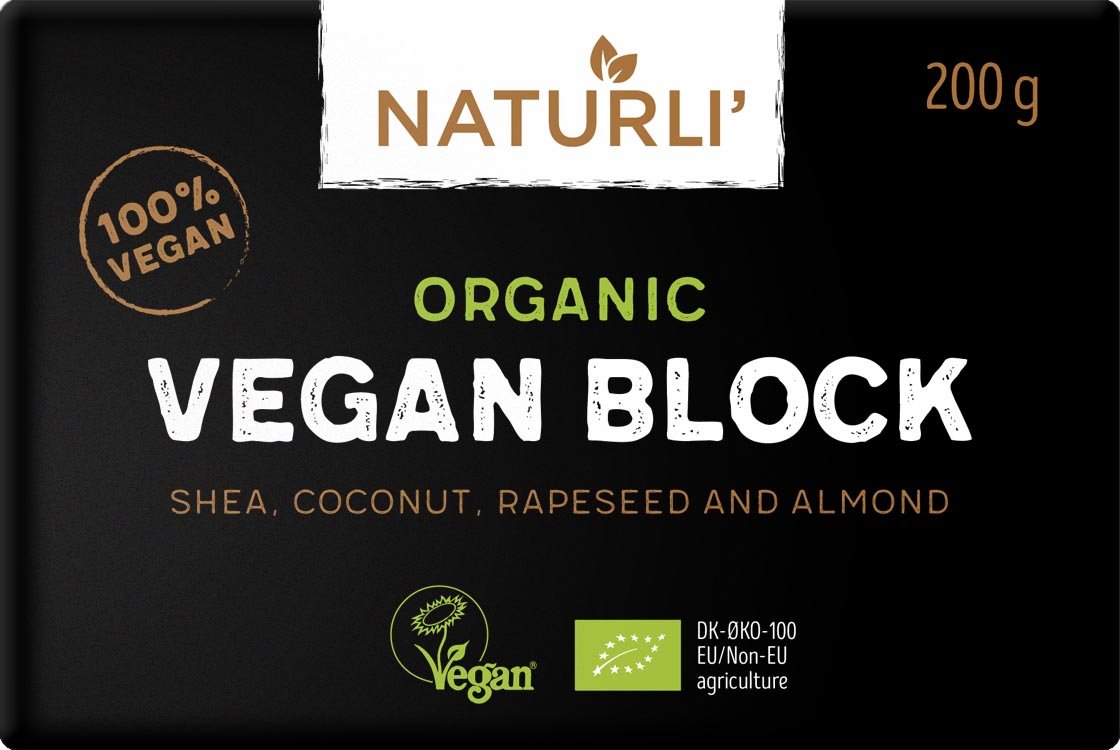 NATURLI’
200 g
100%
VEGAN
ORGANIC
VEGAN BLOCK
SHEA, COCONUT, RAPESEED AND ALMOND
Vegan®
DK-ØKO-100
EU/Non-EU
agriculture